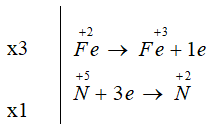 +2 +3
x3 Fe → Fe + 1e
+5 +2
x1 N + 3e → N